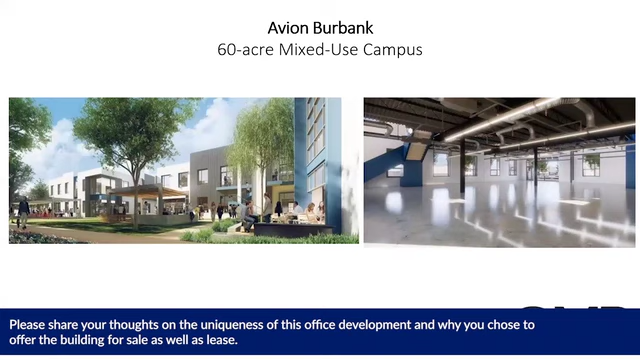 Avion Burbank
60-acre Mixed-Use Campus
Please share your thoughts on the uniqueness of this office development and why you chose to
offer the building for sale as well as lease.